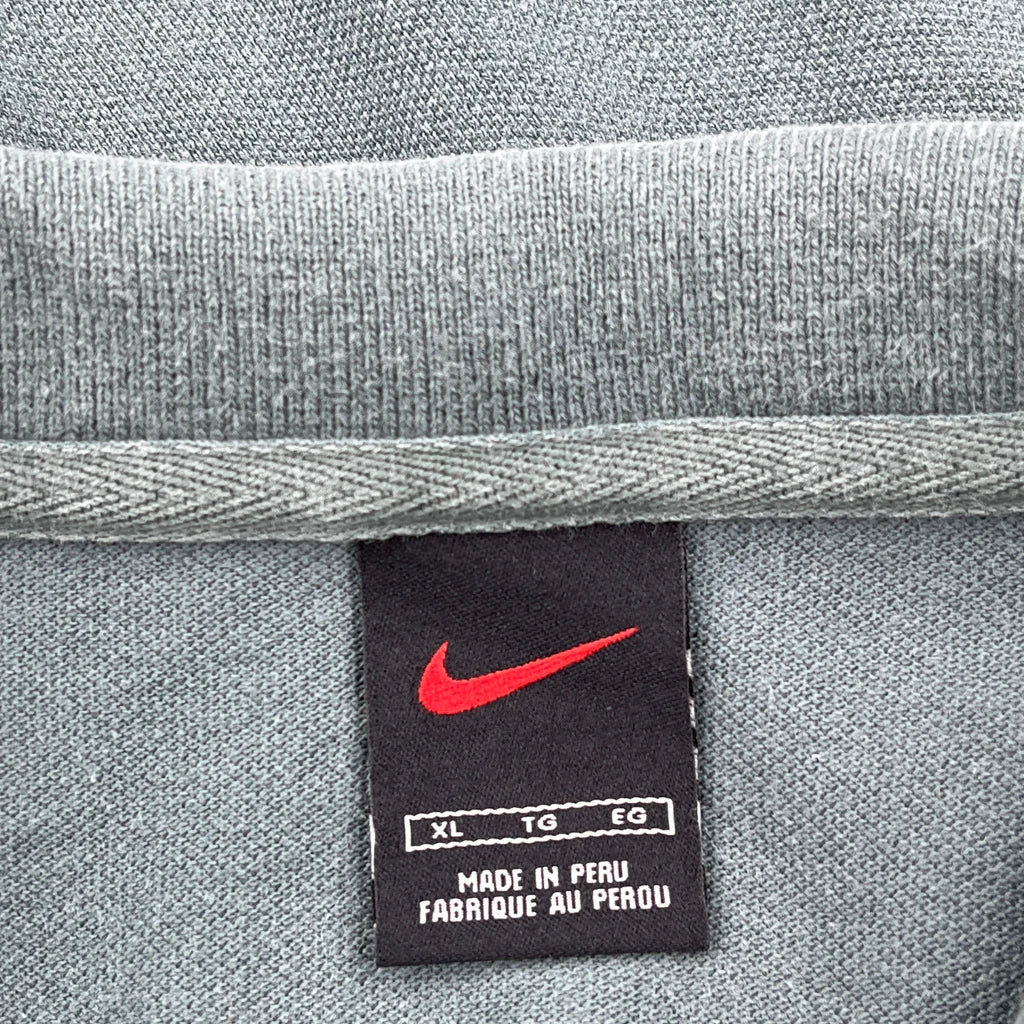 XL TG EG
MADE IN PERU
FABRIQUE AU PEROU